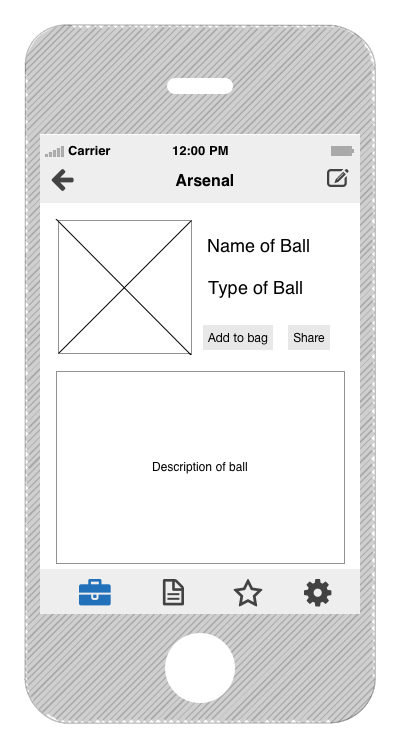 Carrier 12:00 PM
Arsenal
Name of Ball
Type of Ball
Add to bag Share
Description of ball